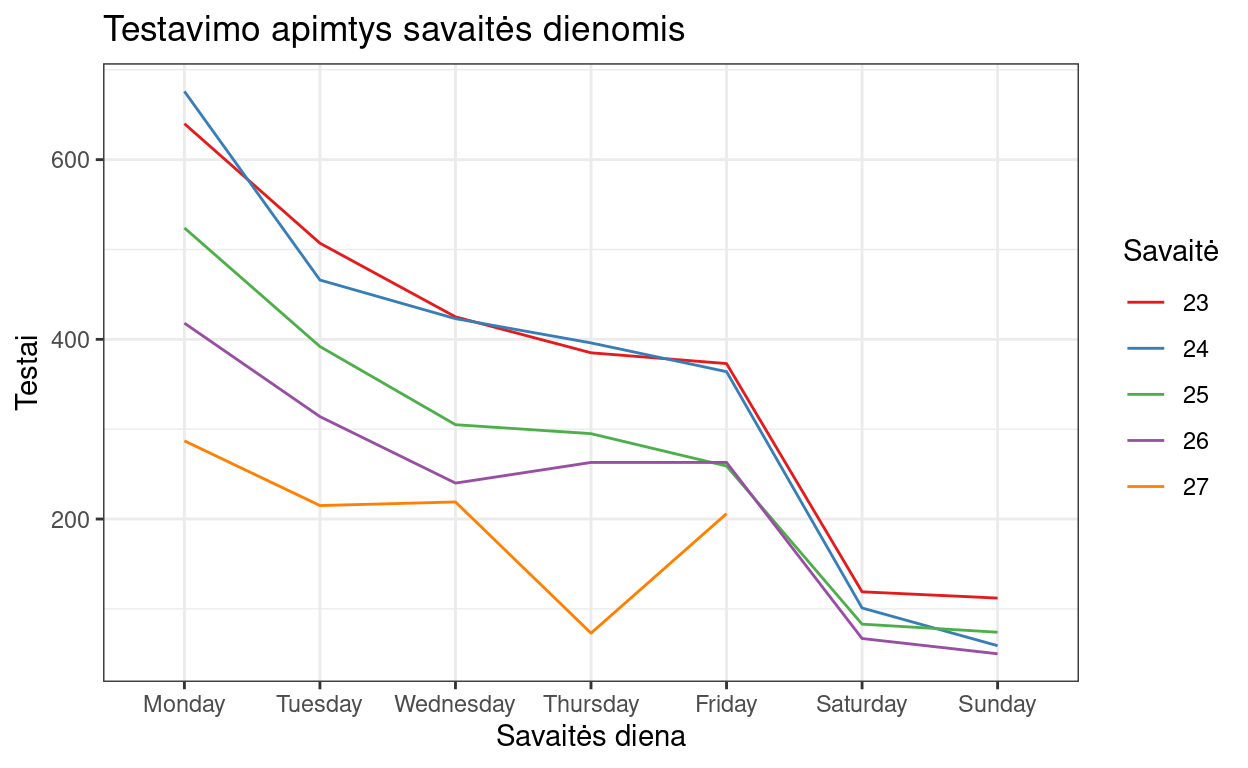 Testavimo apimtys savaitės dienomis
Testai
600
400
200
Monday Tuesday Wednesday Thursday Friday Saturday Sunday
Savaitės diena
Savaitė
23
24
25
26
27